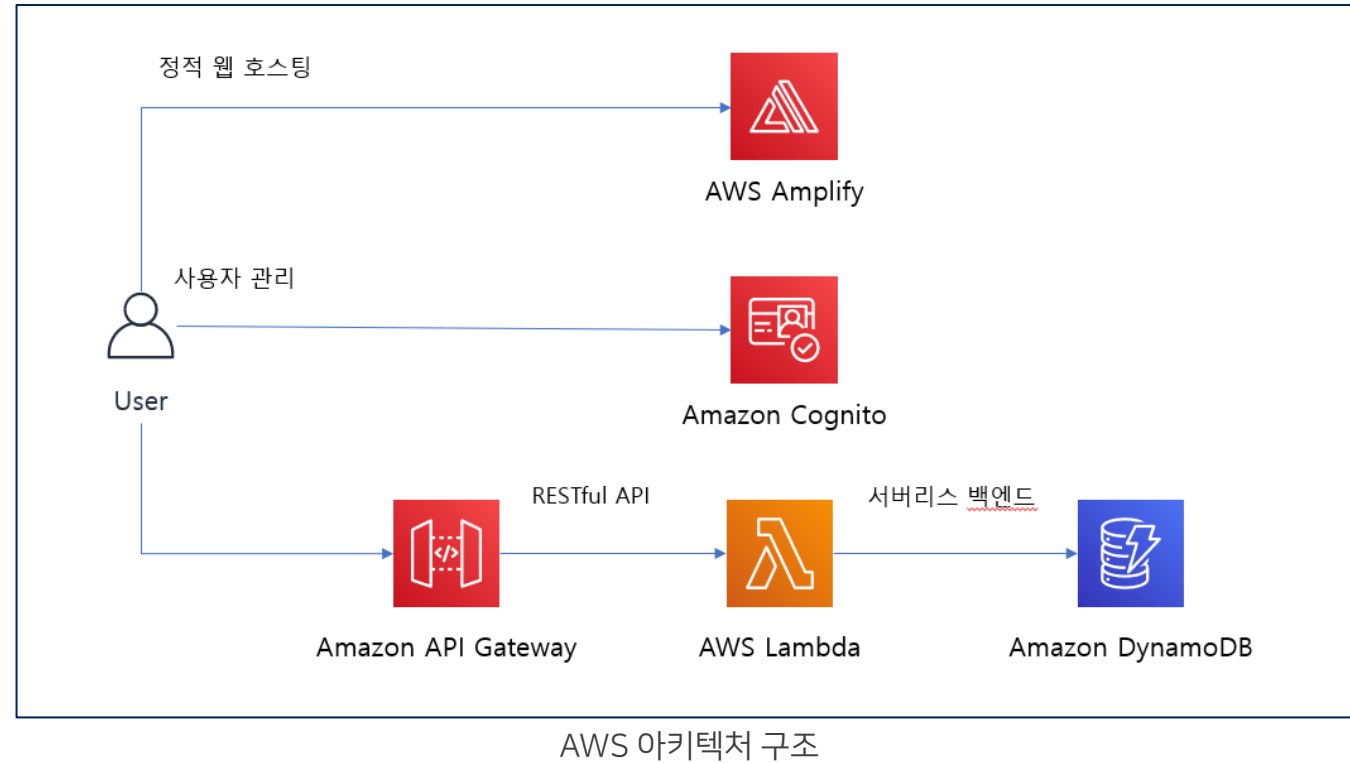 정적 웹 호스팅
AWS Amplify
사용자 관리
User
Amazon Cognito
RESTful API
서버리스 백엔드
</>
Amazon API Gateway
AWS Lambda
Amazon DynamoDB
AWS 아키텍처 구조